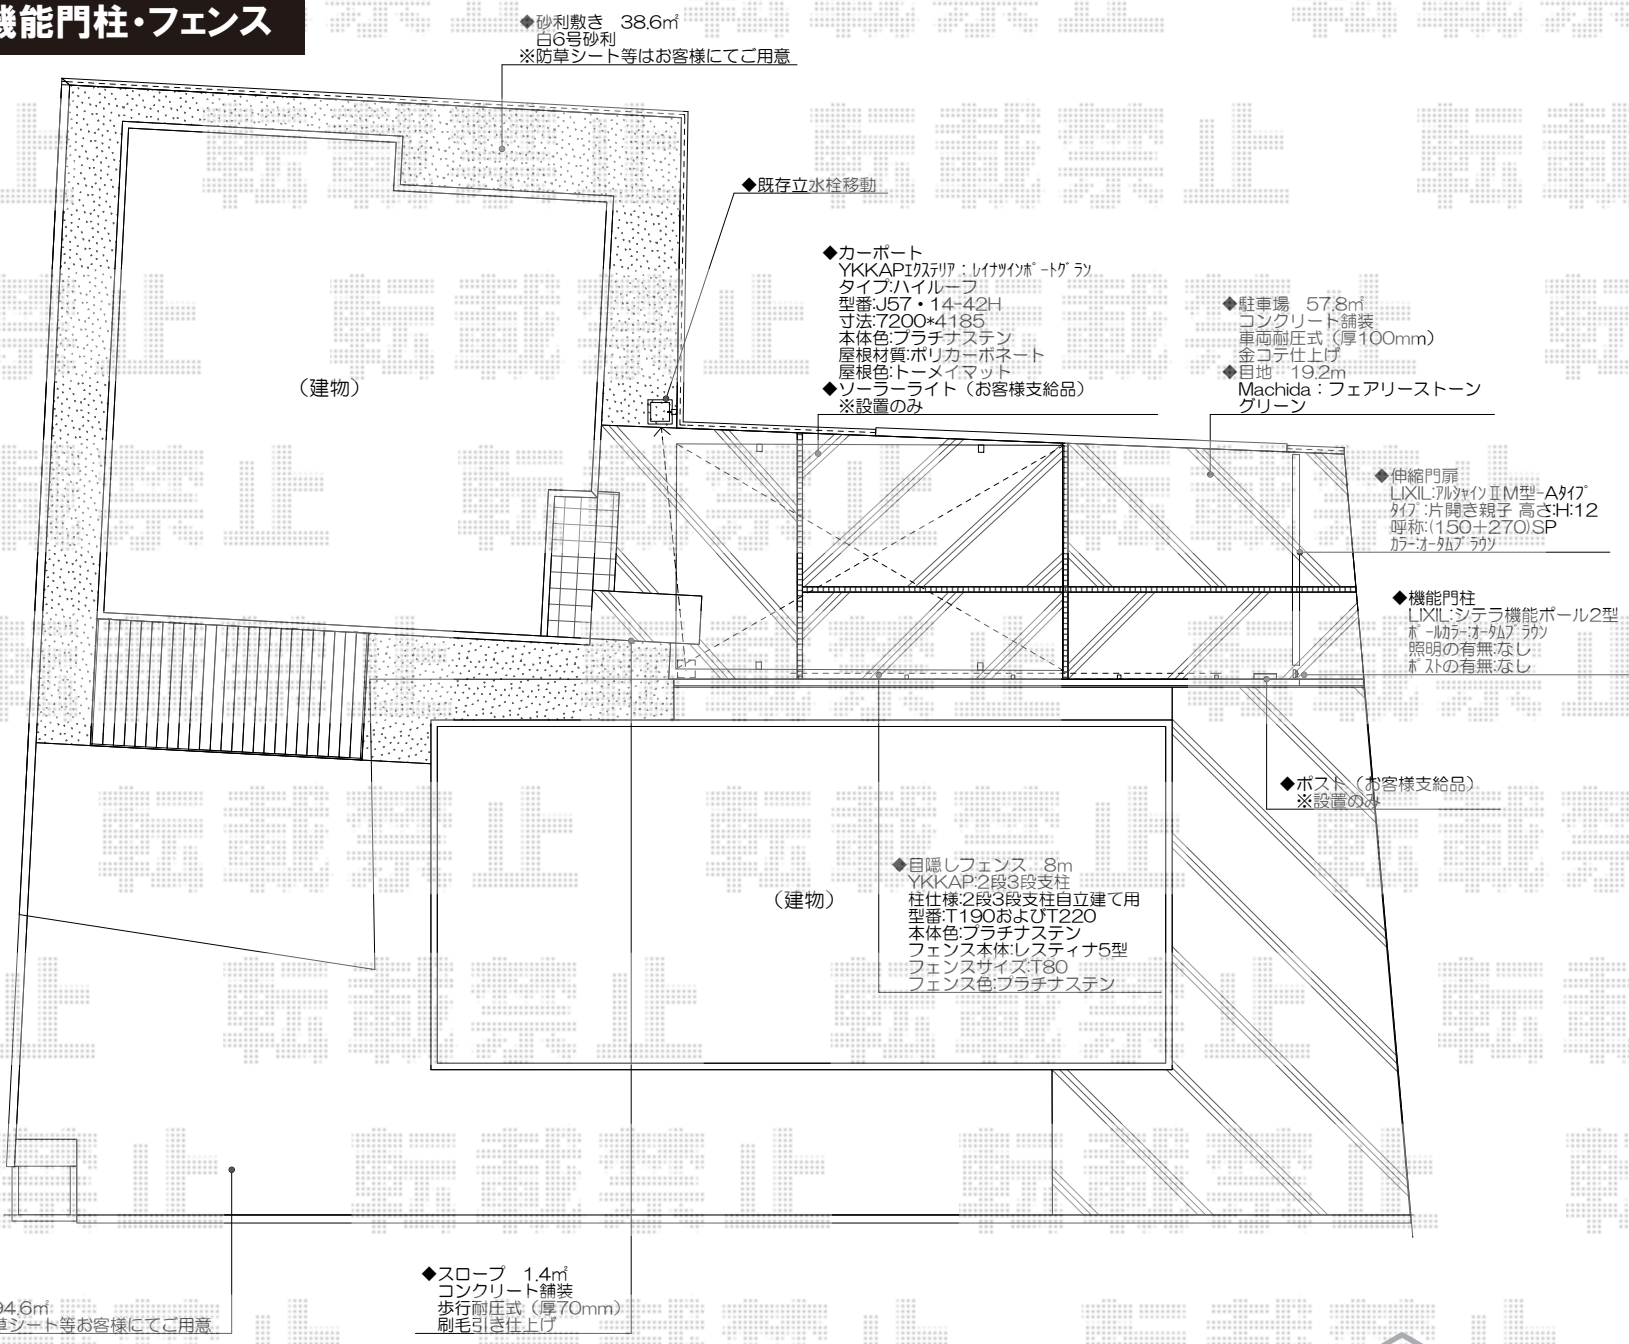 機能門柱・フェンス
◆砂利敷き　38.6㎡
白6号砂利
※防草シート等はお客様にてご用意
◆既存立水栓移動
◆カーポート
YKKAPｴｸｽﾃﾘｱ：ﾚｲﾅﾂｲﾝﾎﾟｰﾄｸﾞﾗﾝ
タイプ:ハイルーフ
型番:J57・14-42H
寸法:7200*4185
本体色:プラチナステン
屋根材質:ポリカーボネート
屋根色:トーメイマット
◆ソーラーライト（お客様支給品）
※設置のみ
◆駐車場　57.8㎡
コンクリート舗装
車両耐圧式（厚100mm）
金コテ仕上げ
◆目地　19.2m
Machida：フェアリーストーン
グリーン
◆伸縮門扉
LIXIL:ｱﾙｼｬｲﾝⅡM型-Aﾀｲﾌﾟ
ﾀｲﾌﾟ:片開き親子 高さ:H:12
呼称:(150+270)SP
ｶﾗｰ:ｵｰﾀﾑﾌﾞﾗｳﾝ
◆機能門柱
LIXIL:シテラ機能ポール2型
ﾎﾟｰﾙｶﾗｰ:ｵｰﾀﾑﾌﾞﾗｳﾝ
照明の有無:なし
ﾎﾟｽﾄの有無:なし
◆ポスト（お客様支給品）
※設置のみ
（建物）
（建物）
◆目隠しフェンス　8m
YKKAP:2段3段支柱
柱仕様:2段3段支柱自立建て用
型番:T190およびT220
本体色:プラチナステン
フェンス本体:レスティナ5型
フェンスサイズ:T80
フェンス色:プラチナステン
94.6㎡
草シート等お客様にてご用意
◆スロープ　1.4㎡
コンクリート舗装
歩行耐圧式（厚70mm）
刷毛引き仕上げ
転載禁止